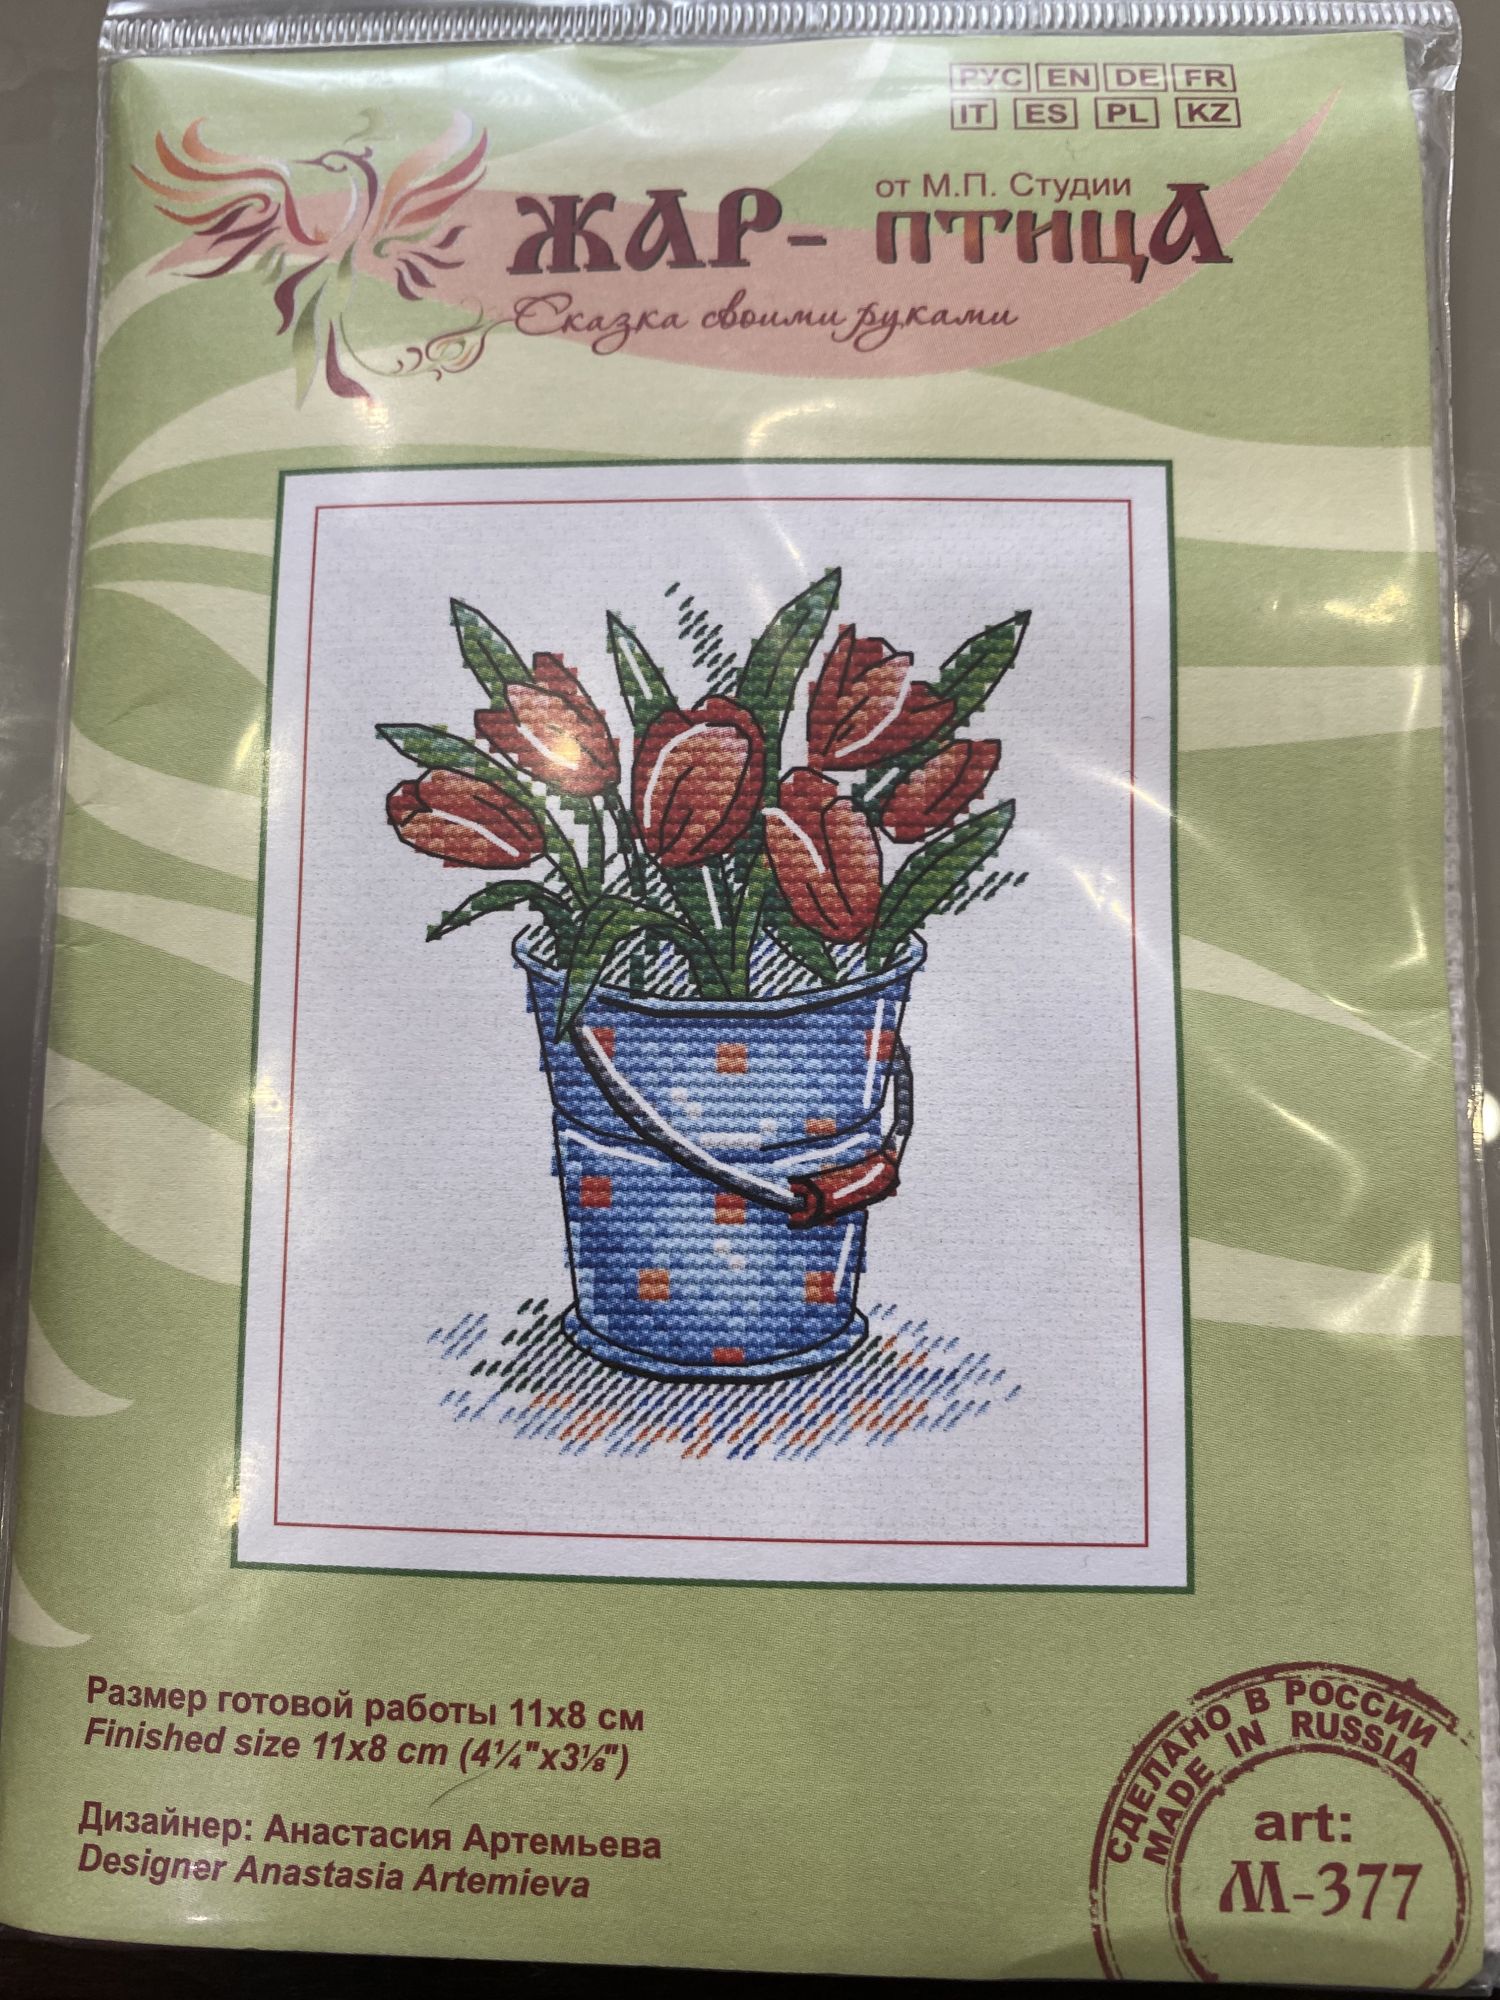 РУС EN DE FR
IT ES PL KZ
от М.П. Студии
ЖАР-ПТИЦА
Сказка своими руками
Размер готовой работы 11х8 см
Finished size 11x8 cm (4¼"x3⅛")
Дизайнер: Анастасия Артемьева
Designer Anastasia Artemieva
СДЕЛАНО В РОССИИ
MADE IN RUSSIA
art:
М-377